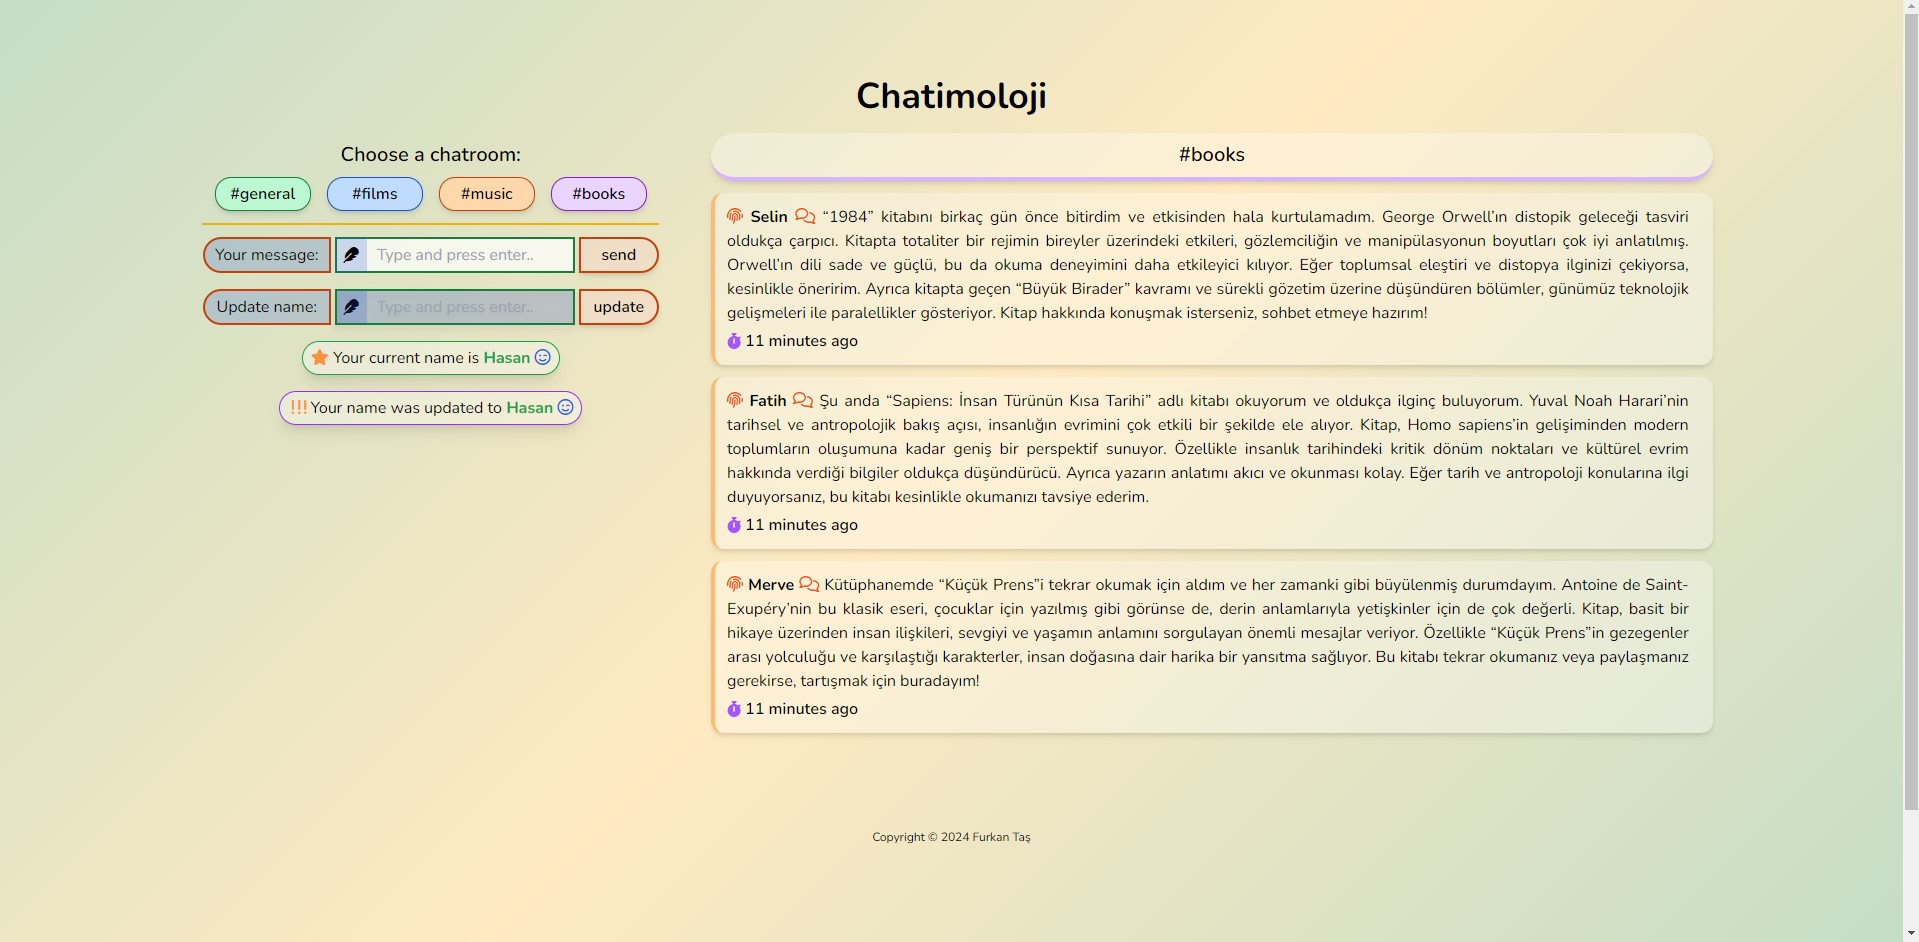 Chatimoloji
Choose a chatroom:
#general #films #music #books
Your message: Type and press enter.. send
Update name: Type and press enter.. update
Your current name is Hasan
!!! Your name was updated to Hasan
#books
Selin “1984” kitabını birkaç gün önce bitirdim ve etkisinden hala kurtulamadım. George Orwell’ın distopik geleceği tasviri
oldukça çarpıcı. Kitapta totaliter bir rejimin bireyler üzerindeki etkileri, gözlemciliğin ve manipülasyonun boyutları çok iyi anlatılmış.
Orwell’ın dili sade ve güçlü, bu da okuma deneyimini daha etkileyici kılıyor. Eğer toplumsal eleştiri ve distopya ilginizi çekiyorsa,
kesinlikle öneririm. Ayrıca kitapta geçen “Büyük Birader” kavramı ve sürekli gözetim üzerine düşündüren bölümler, günümüz teknolojik
gelişmeleri ile paralellikler gösteriyor. Kitap hakkında konuşmak isterseniz, sohbet etmeye hazırım!
11 minutes ago
Fatih Şu anda “Sapiens: İnsan Türünün Kısa Tarihi” adlı kitabı okuyorum ve oldukça ilginç buluyorum. Yuval Noah Harari’nin
tarihsel ve antropolojik bakış açısı, insanlığın evrimini çok etkili bir şekilde ele alıyor. Kitap, Homo sapiens’in gelişiminden modern
toplumların oluşumuna kadar geniş bir perspektif sunuyor. Özellikle insanlık tarihindeki kritik dönüm noktaları ve kültürel evrim
hakkında verdiği bilgiler oldukça düşündürücü. Ayrıca yazarın anlatımı akıcı ve okunması kolay. Eğer tarih ve antropoloji konularına ilgi
duyuyorsanız, bu kitabı kesinlikle okumanızı tavsiye ederim.
11 minutes ago
Merve Kütüphanemde “Küçük Prens”i tekrar okumak için aldım ve her zamanki gibi büyülenmiş durumdayım. Antoine de Saint-
Exupéry’nin bu klasik eseri, çocuklar için yazılmış gibi görünse de, derin anlamlarıyla yetişkinler için de çok değerli. Kitap, basit bir
hikaye üzerinden insan ilişkileri, sevgiyi ve yaşamın anlamını sorgulayan önemli mesajlar veriyor. Özellikle “Küçük Prens”in gezegenler
arası yolculuğu ve karşılaştığı karakterler, insan doğasına dair harika bir yansıtma sağlıyor. Bu kitabı tekrar okumanız veya paylaşmanız
gerekirse, tartışmak için buradayım!
11 minutes ago
Copyright © 2024 Furkan Taş